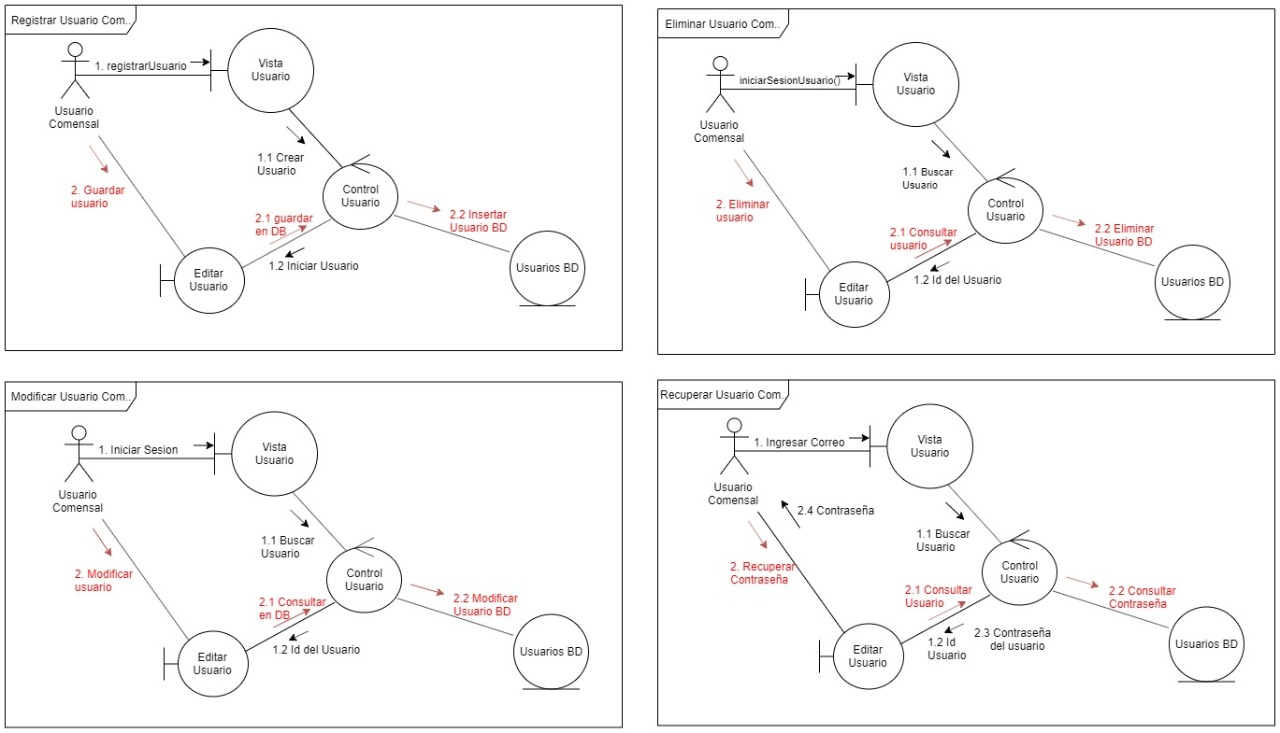 Registrar Usuario Com..
1. registrarUsuario
Vista
Usuario
Usuario
Comensal
1.1 Crear
Usuario
2. Guardar
usuario
Control
Usuario
2.1 guardar
en DB
2.2 Insertar
Usuario BD
1.2 Iniciar Usuario
Editar
Usuario
Usuarios BD
Eliminar Usuario Com..
iniciarSesionUsuario()
Vista
Usuario
Usuario
Comensal
1.1 Buscar
Usuario
2. Eliminar
usuario
Control
Usuario
2.1 Consultar
usuario
2.2 Eliminar
Usuario BD
1.2 Id del Usuario
Editar
Usuario
Usuarios BD
Modificar Usuario Com..
1. Iniciar Sesion
Vista
Usuario
Usuario
Comensal
1.1 Buscar
Usuario
2. Modificar
usuario
Control
Usuario
2.1 Consultar
en DB
2.2 Modificar
Usuario BD
1.2 Id del Usuario
Editar
Usuario
Usuarios BD
Recuperar Usuario Com..
1. Ingresar Correo
Vista
Usuario
Usuario
Comensal
2.4 Contraseña
1.1 Buscar
Usuario
2. Recuperar
Contraseña
Control
Usuario
2.1 Consultar
Usuario
2.2 Consultar
Contraseña
1.2 Id
Usuario
2.3 Contraseña
del usuario
Editar
Usuario
Usuarios BD